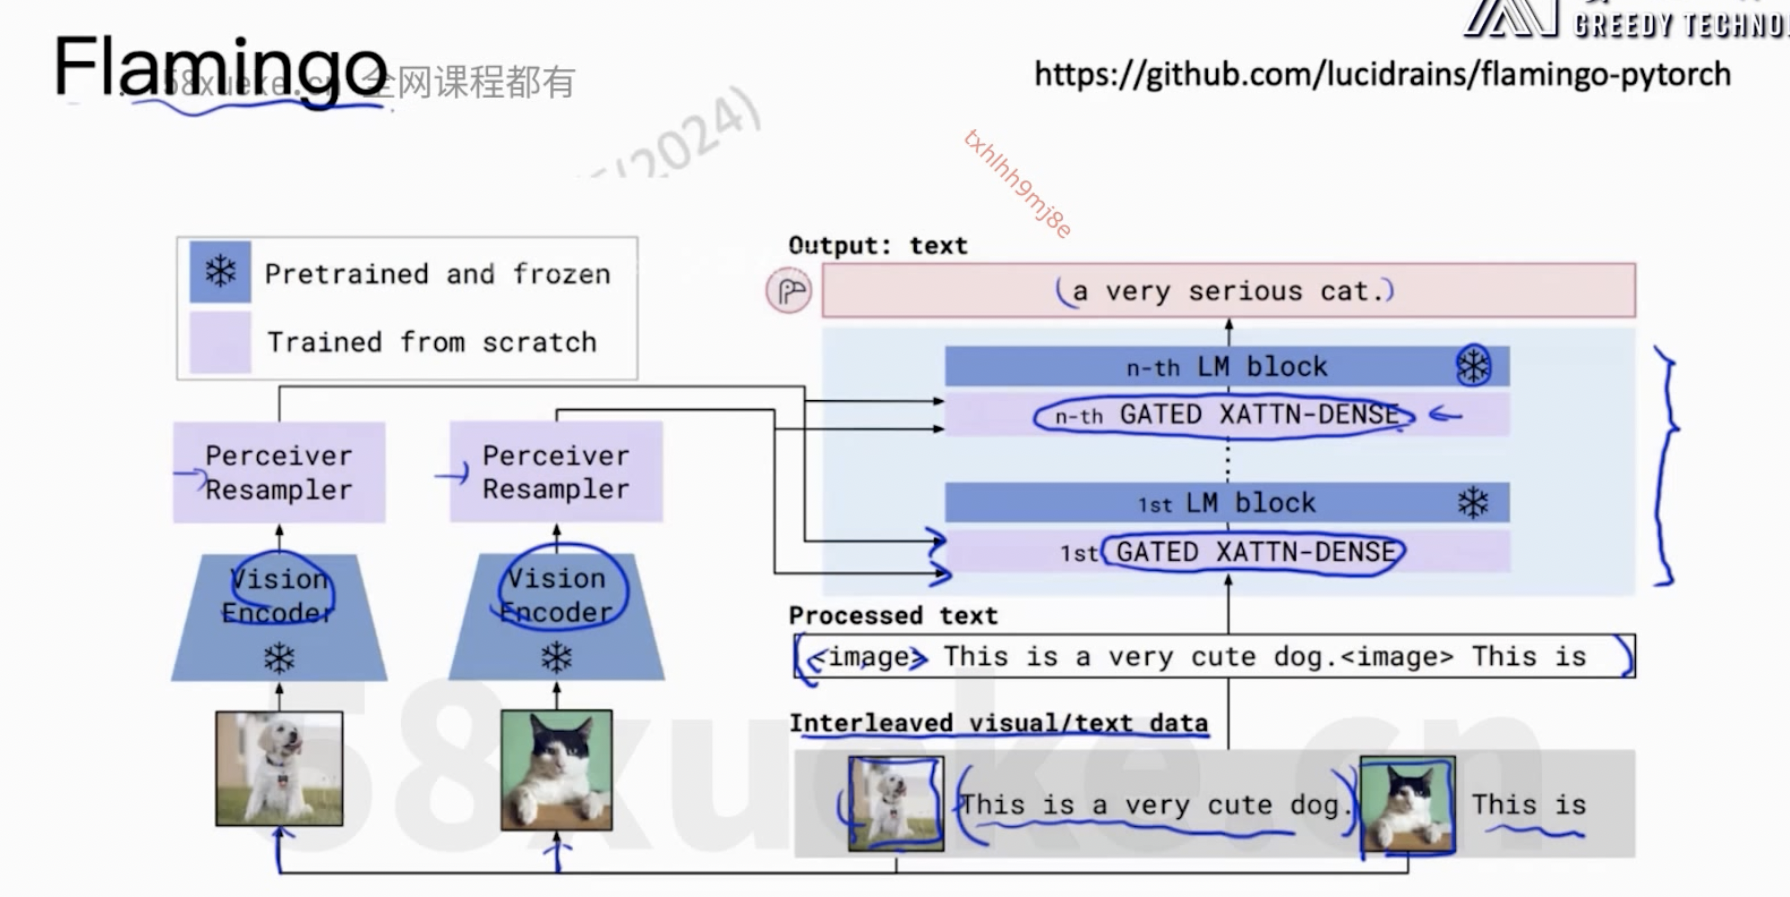 GREEDY TECHNO
Flamingo
58xueke.cn 全网课程都有
https://github.com/lucidrains/flamingo-pytorch
(2024)
txhlhh9mj8e
Pretrained and frozen
Trained from scratch
Output: text
(a very serious cat.)
n-th LM block
n-th GATED XATTN-DENSE
1st LM block
1st GATED XATTN-DENSE
Perceiver
Resampler
Perceiver
Resampler
Vision
Encoder
Vision
Encoder
Processed text
<image> This is a very cute dog.<image> This is
Interleaved visual/text data
This is a very cute dog.
This is
58xueke.cn